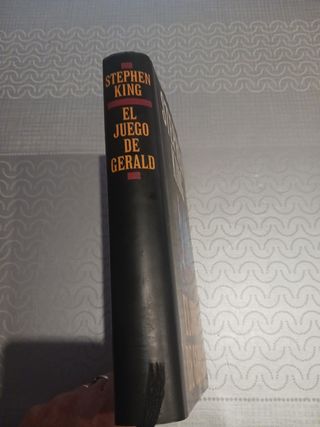 STEPHEN
KING
EL
JUEGO
DE
GERALD